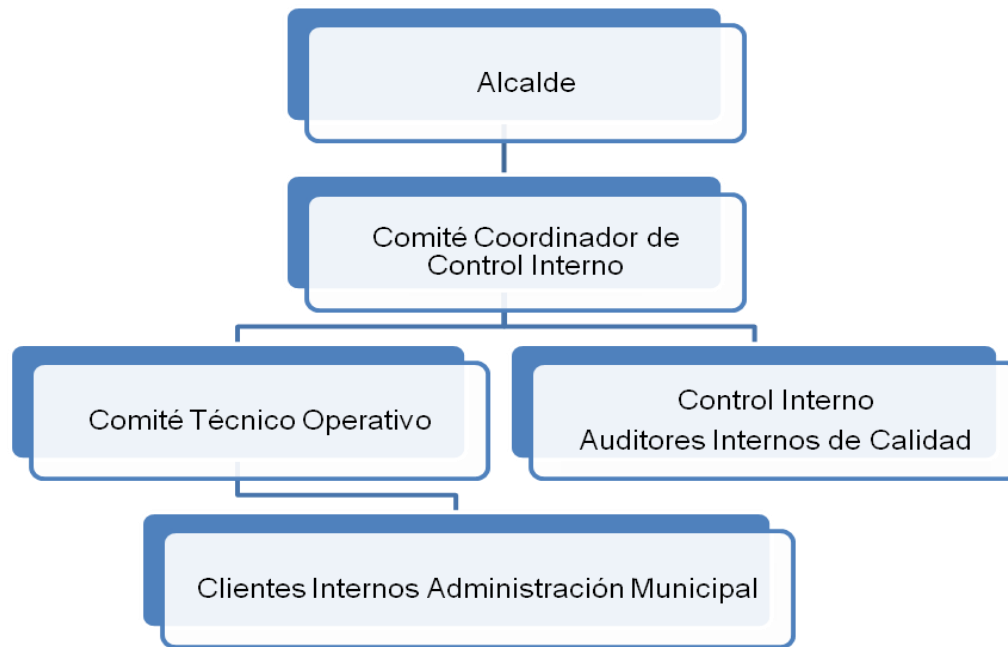 Alcalde
Comité Coordinador de
Control Interno
Comité Técnico Operativo
Control Interno
Auditores Internos de Calidad
Clientes Internos Administración Municipal